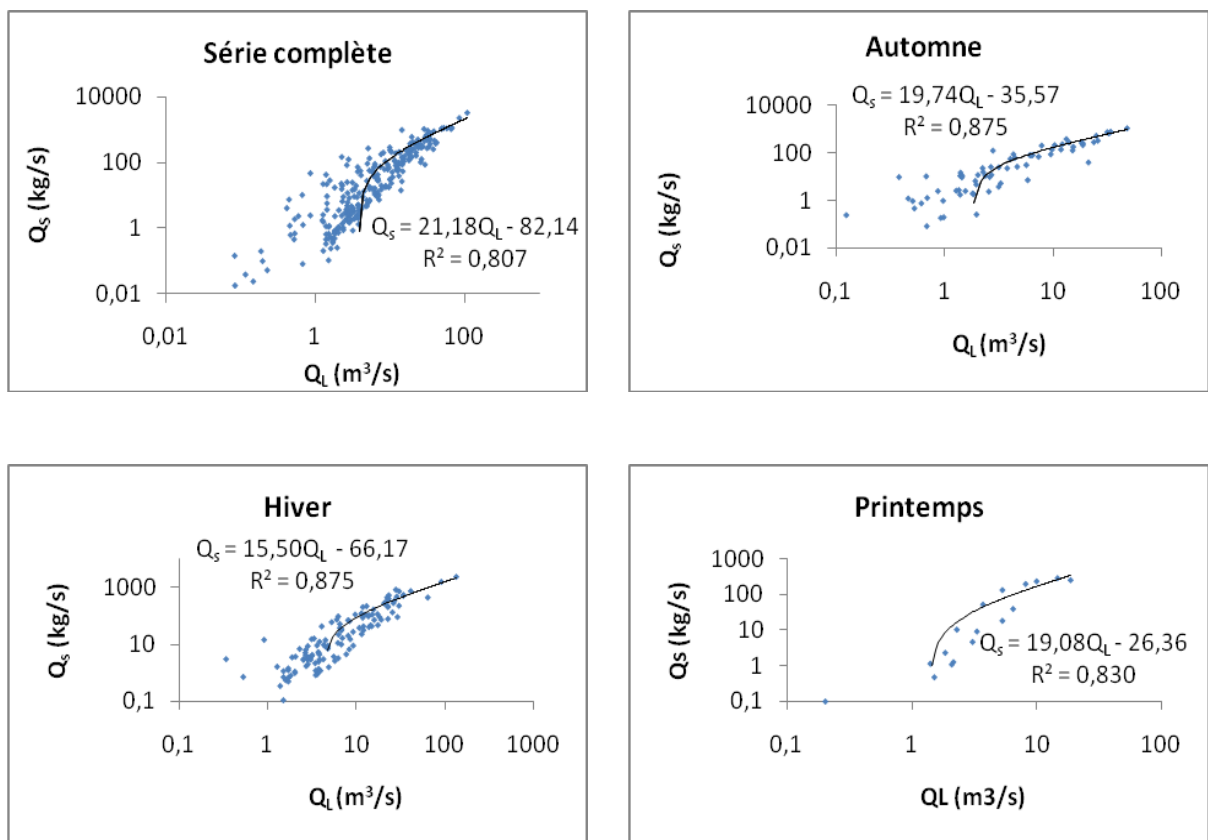 Série complète
10000
100
1
0,01
0,01
1
100
Qs (kg/s)
QL (m³/s)
Qs = 21,18QL - 82,14
R² = 0,807
Automne
Qs = 19,74QL - 35,57
R² = 0,875
10000
100
1
0,01
0,1
1
10
100
Qs (kg/s)
QL (m³/s)
Hiver
Qs = 15,50QL - 66,17
R² = 0,875
1000
10
0,1
0,1
1
10
100
1000
Qs (kg/s)
QL (m³/s)
Printemps
1000
100
10
1
0,1
0,1
1
10
100
Qs (kg/s)
QL (m3/s)
Qs = 19,08QL - 26,36
R² = 0,830